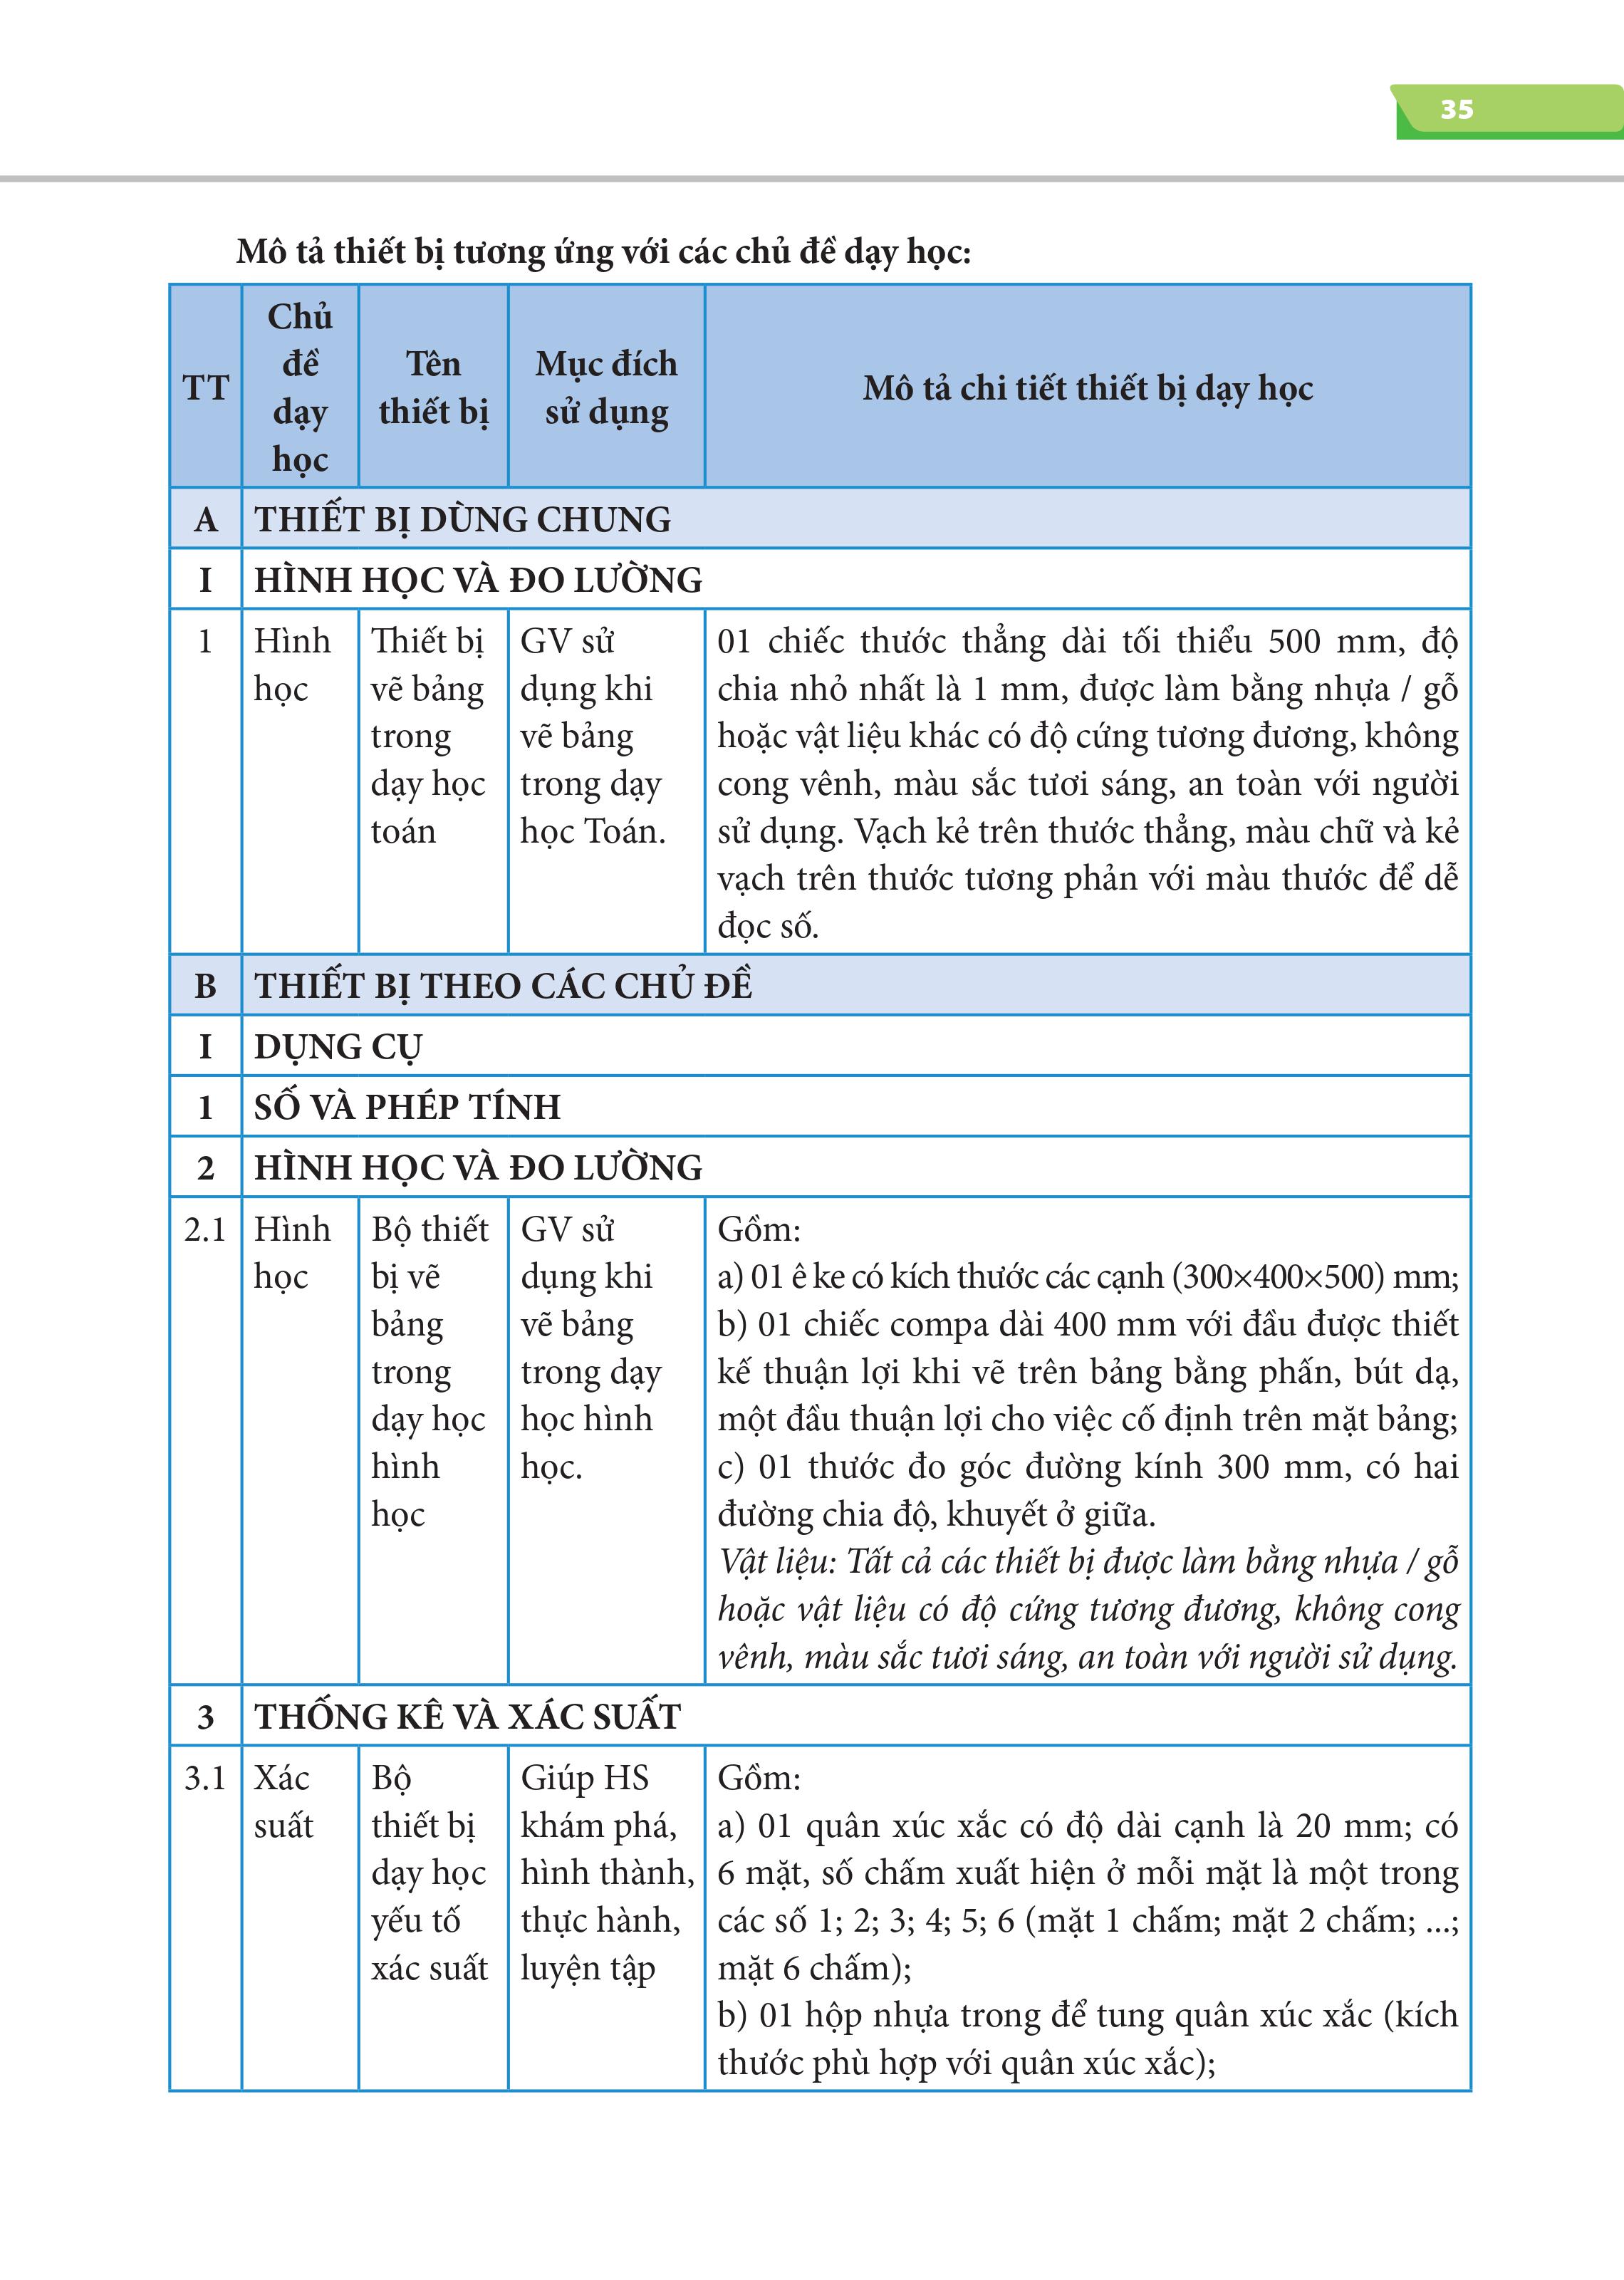 35
Mô tả thiết bị tương ứng với các chủ đề dạy học:
TT
Chủ
đề
dạy
học
Tên
thiết bị
Mục đích
sử dụng
Mô tả chi tiết thiết bị dạy học
A
THIẾT BỊ DÙNG CHUNG
I
HÌNH HỌC VÀ ĐO LƯỜNG
1
Hình
học
Thiết bị
vẽ bảng
trong
dạy học
toán
GV sử
dụng khi
vẽ bảng
trong dạy
học Toán.
01 chiếc thước thẳng dài tối thiểu 500 mm, độ
chia nhỏ nhất là 1 mm, được làm bằng nhựa / gỗ
hoặc vật liệu khác có độ cứng tương đương, không
cong vênh, màu sắc tươi sáng, an toàn với người
sử dụng. Vạch kẻ trên thước thẳng, màu chữ và kẻ
vạch trên thước tương phản với màu thước để dễ
đọc số.
B
THIẾT BỊ THEO CÁC CHỦ ĐỀ
I
DỤNG CỤ
1
SỐ VÀ PHÉP TÍNH
2
HÌNH HỌC VÀ ĐO LƯỜNG
2.1
Hình
học
Bộ thiết
bị vẽ
bảng
trong
dạy học
hình
học
GV sử
dụng khi
vẽ bảng
trong dạy
học hình
học.
Gồm:
a) 01 ê ke có kích thước các cạnh (300×400×500) mm;
b) 01 chiếc compa dài 400 mm với đầu được thiết
kế thuận lợi khi vẽ trên bảng bằng phấn, bút dạ,
một đầu thuận lợi cho việc cố định trên mặt bảng;
c) 01 thước đo góc đường kính 300 mm, có hai
đường chia độ, khuyết ở giữa.
Vật liệu: Tất cả các thiết bị được làm bằng nhựa / gỗ
hoặc vật liệu có độ cứng tương đương, không cong
vênh, màu sắc tươi sáng, an toàn với người sử dụng.
3
THỐNG KÊ VÀ XÁC SUẤT
3.1
Xác
suất
Bộ
thiết bị
dạy học
yếu tố
xác suất
Giúp HS
khám phá,
hình thành,
thực hành,
luyện tập
Gồm:
a) 01 quân xúc xắc có độ dài cạnh là 20 mm; có
6 mặt, số chấm xuất hiện ở mỗi mặt là một trong
các số 1; 2; 3; 4; 5; 6 (mặt 1 chấm; mặt 2 chấm; ...;
mặt 6 chấm);
b) 01 hộp nhựa trong để tung quân xúc xắc (kích
thước phù hợp với quân xúc xắc);